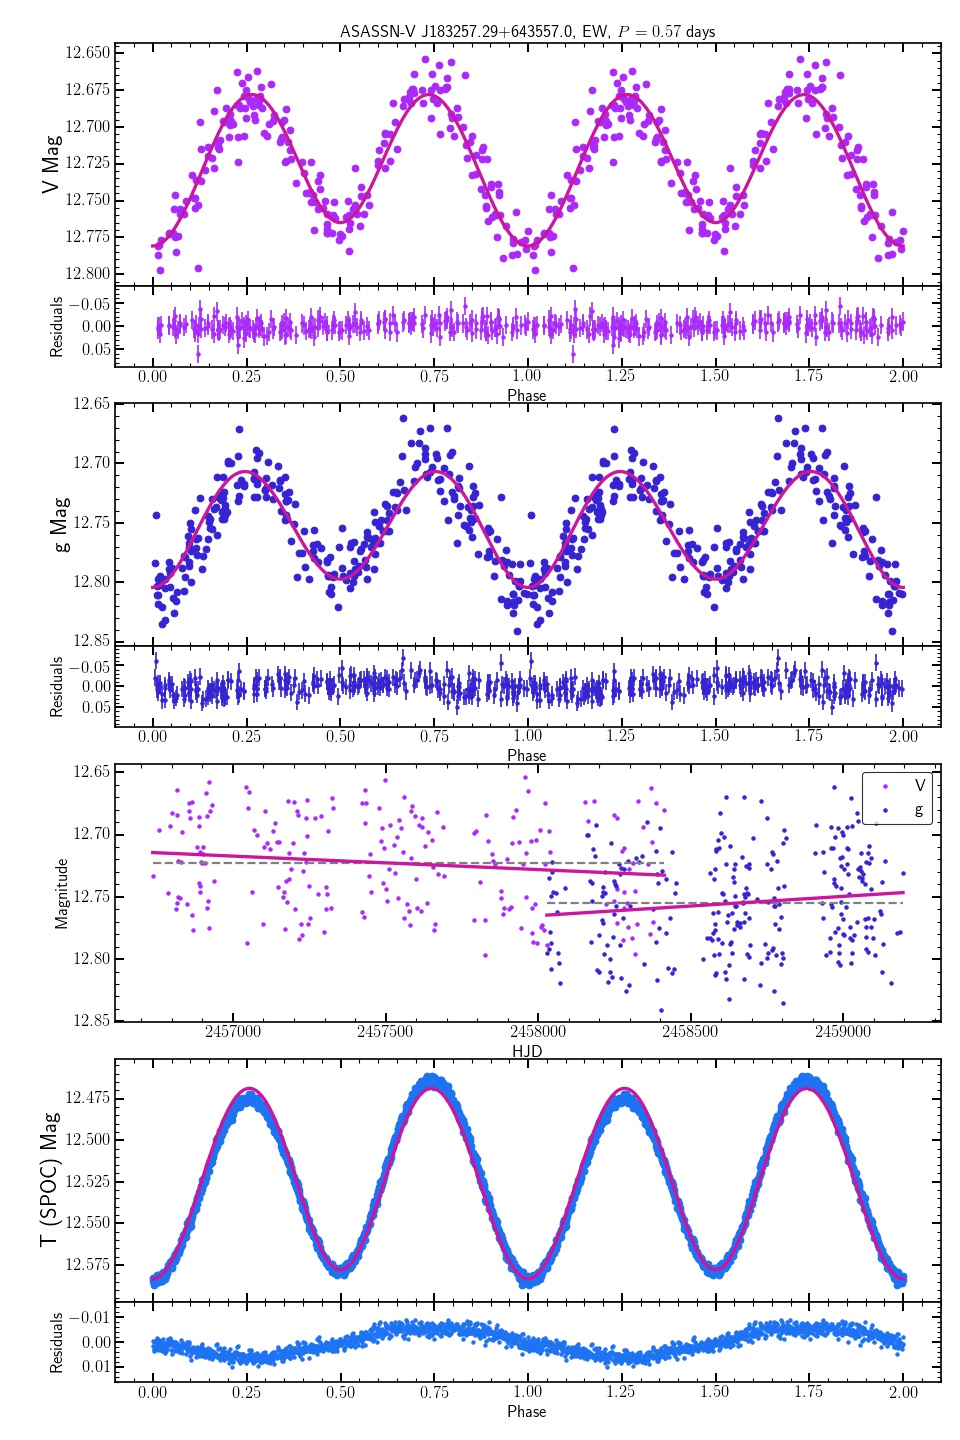 ASASSN-V J183257.29+643557.0, EW, P = 0.57 days
12.650
12.675
12.700
12.725
12.750
12.775
12.800
V Mag
−0.05
0.00
0.05
Residuals
0.00 0.25 0.50 0.75 1.00 1.25 1.50 1.75 2.00
Phase
12.65
12.70
12.75
12.80
12.85
g Mag
−0.05
0.00
0.05
Residuals
0.00 0.25 0.50 0.75 1.00 1.25 1.50 1.75 2.00
Phase
12.65
12.70
12.75
12.80
12.85
Magnitude
V
g
2457000 2457500 2458000 2458500 2459000
HJD
12.475
12.500
12.525
12.550
12.575
T (SPOC) Mag
−0.01
0.00
0.01
Residuals
0.00 0.25 0.50 0.75 1.00 1.25 1.50 1.75 2.00
Phase